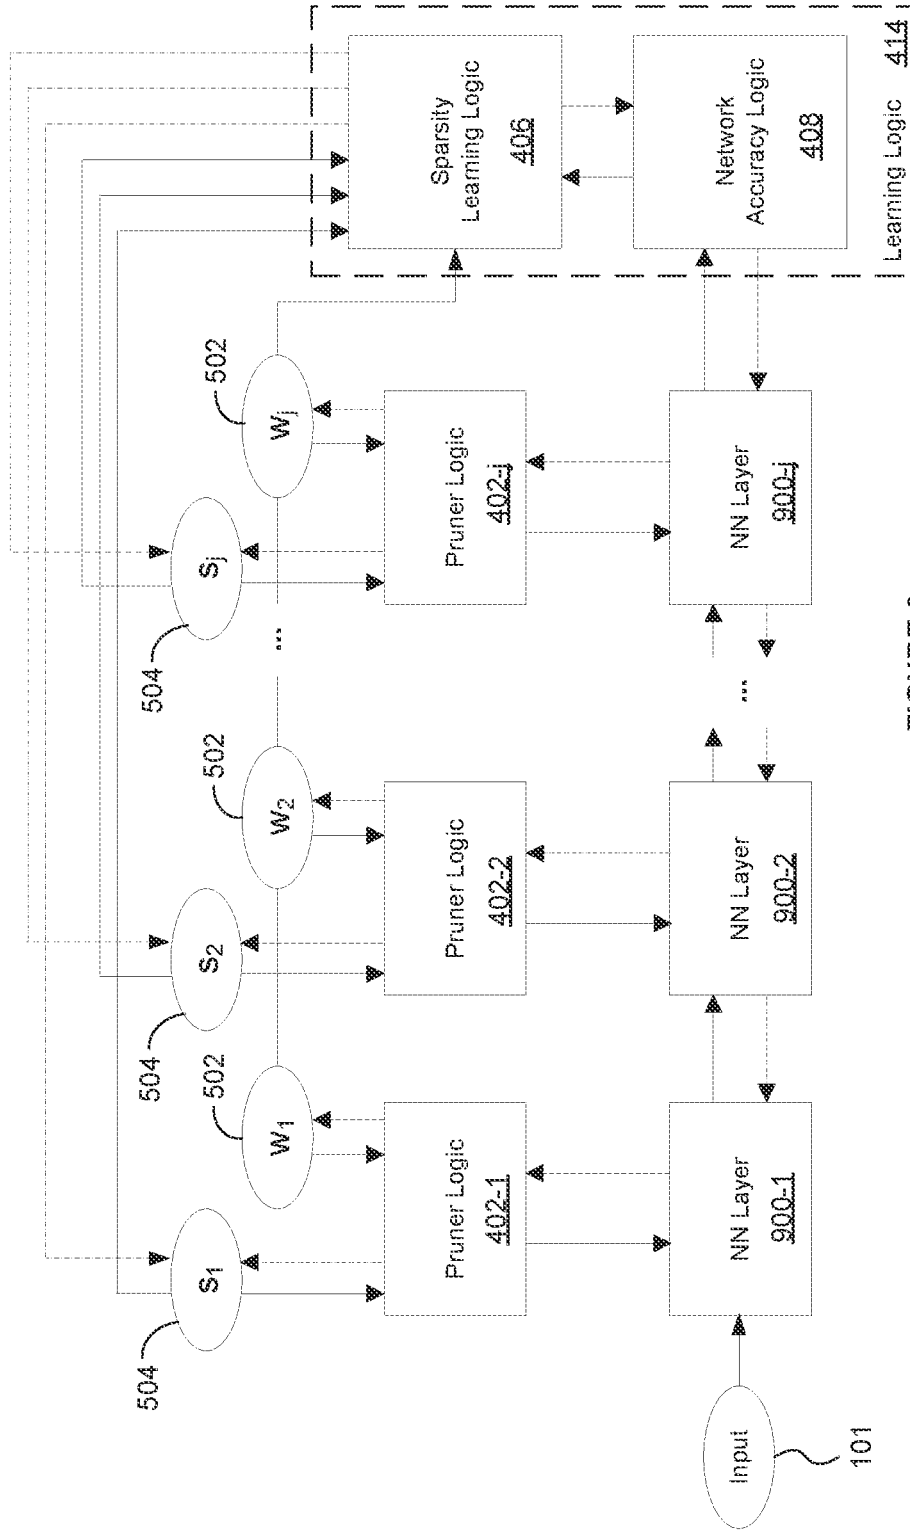 504
S1
504
S2
504
Sj
502
W1
502
W2
...
502
Wj
Pruner Logic
402-1
Pruner Logic
402-2
Pruner Logic
402-j
Sparsity
Learning Logic
406
Input
101
NN Layer
900-1
NN Layer
900-2
...
NN Layer
900-j
Network
Accuracy Logic
408
Learning Logic 414